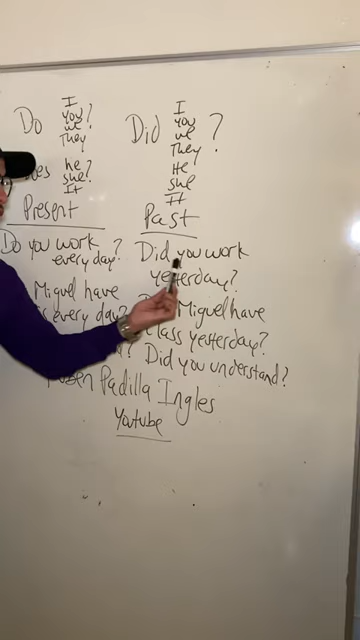 Do I you we They ?
he? she? It
Present
Do you work every day?
Miguel have
every day?
Did I you we They He she It ?
Past
Did you work yesterday?
Miguel have
class yesterday?
Did you understand?
Padilla Ingles
Youtube